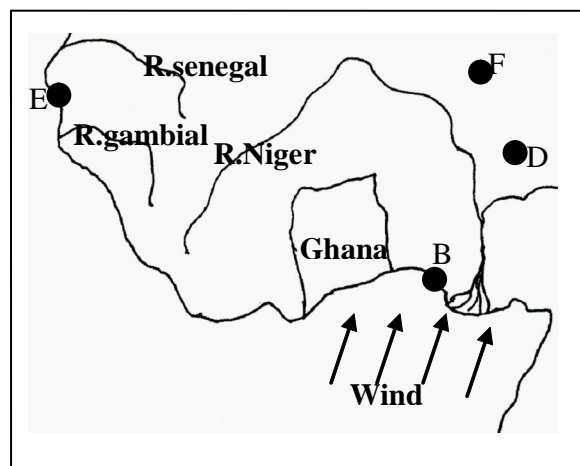 R.senegal
F
E
R.gambial
R.Niger
D
Ghana
B
Wind